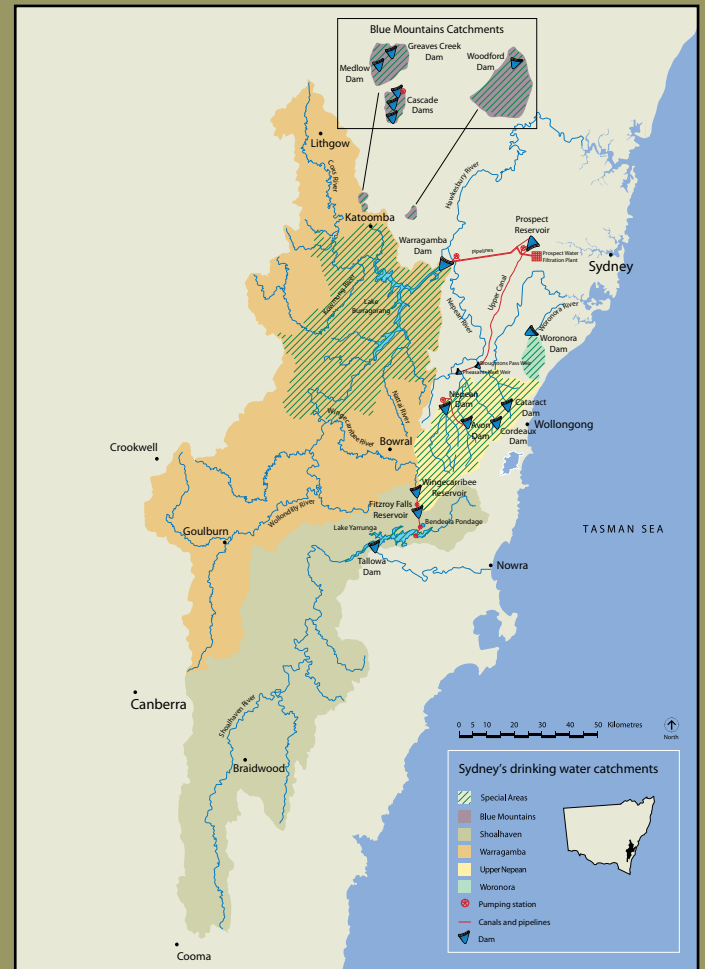 Blue Mountains Catchments
Greaves Creek
Dam
Medlow
Dam
Woodford
Dam
Cascade
Dams
Lithgow
Coxs River
Hawkesbury River
Katoomba
Prospect
Reservoir
Warragamba
Dam
Pipelines
Prospect Water
Filtration Plant
Sydney
Kowmung River
Lake
Burragorang
Nepean River
Upper Canal
Woronora River
Woronora
Dam
Broughtons Pass Weir
Pheasants Nest Weir
Nattai River
Nepean
Dam
Cataract
Dam
Avon
Dam
Cordeaux
Dam
Wollongong
Wingecarribee River
Bowral
Crookwell
Wingecarribee
Reservoir
Wollondilly River
Fitzroy Falls
Reservoir
Bendeela Pondage
Lake Yarrunga
Goulburn
TASMAN SEA
Tallowa
Dam
Nowra
Canberra
Shoalhaven River
Braidwood
Cooma
0 5 10 20 30 40 50 Kilometres
North
Sydney's drinking water catchments
Special Areas
Blue Mountains
Shoalhaven
Warragamba
Upper Nepean
Woronora
Pumping station
Canals and pipelines
Dam